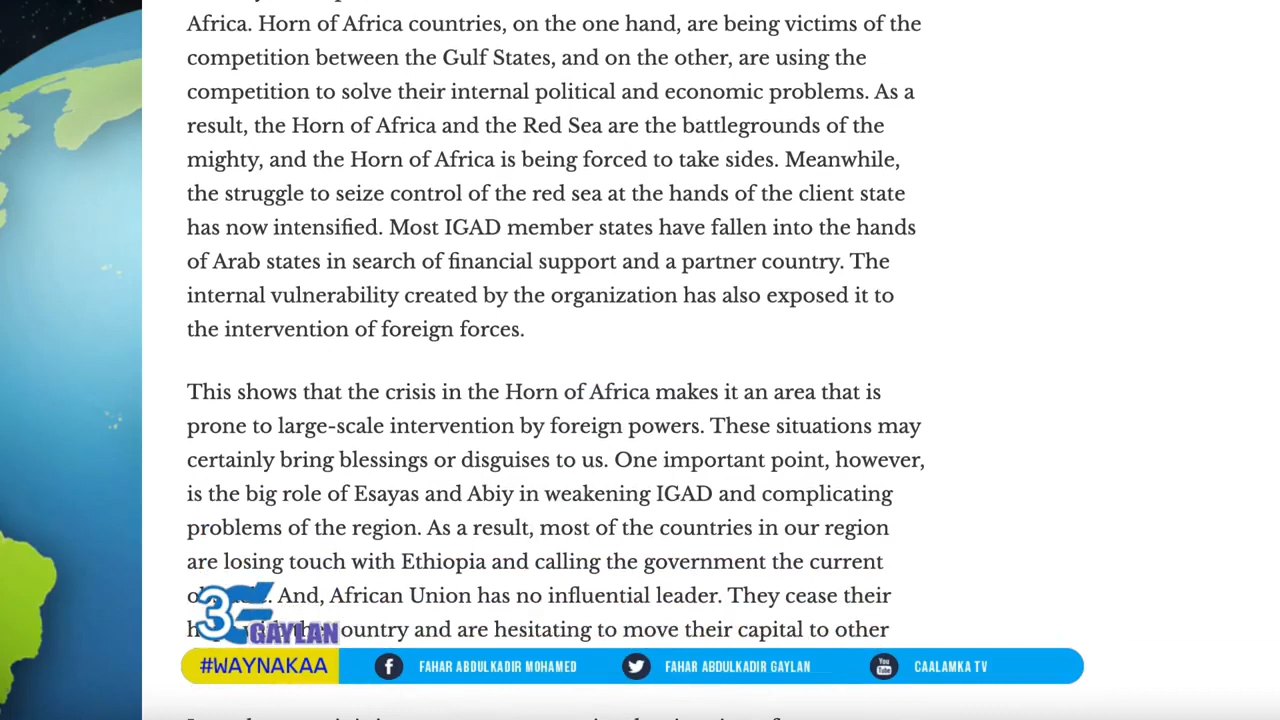 Africa. Horn of Africa countries, on the one hand, are being victims of the
competition between the Gulf States, and on the other, are using the
competition to solve their internal political and economic problems. As a
result, the Horn of Africa and the Red Sea are the battlegrounds of the
mighty, and the Horn of Africa is being forced to take sides. Meanwhile,
the struggle to seize control of the red sea at the hands of the client state
has now intensified. Most IGAD member states have fallen into the hands
of Arab states in search of financial support and a partner country. The
internal vulnerability created by the organization has also exposed it to
the intervention of foreign forces.
This shows that the crisis in the Horn of Africa makes it an area that is
prone to large-scale intervention by foreign powers. These situations may
certainly bring blessings or disguises to us. One important point, however,
is the big role of Esayas and Abiy in weakening IGAD and complicating
problems of the region. As a result, most of the countries in our region
are losing touch with Ethiopia and calling the government the current
And, African Union has no influential leader. They cease their
country and are hesitating to move their capital to other
GAYLAN
#WAYNAKAA
FAHAR ABDULKADIR MOHAMED
FAHAR ABDULKADIR GAYLAN
You Tube
CAALAMKA TV